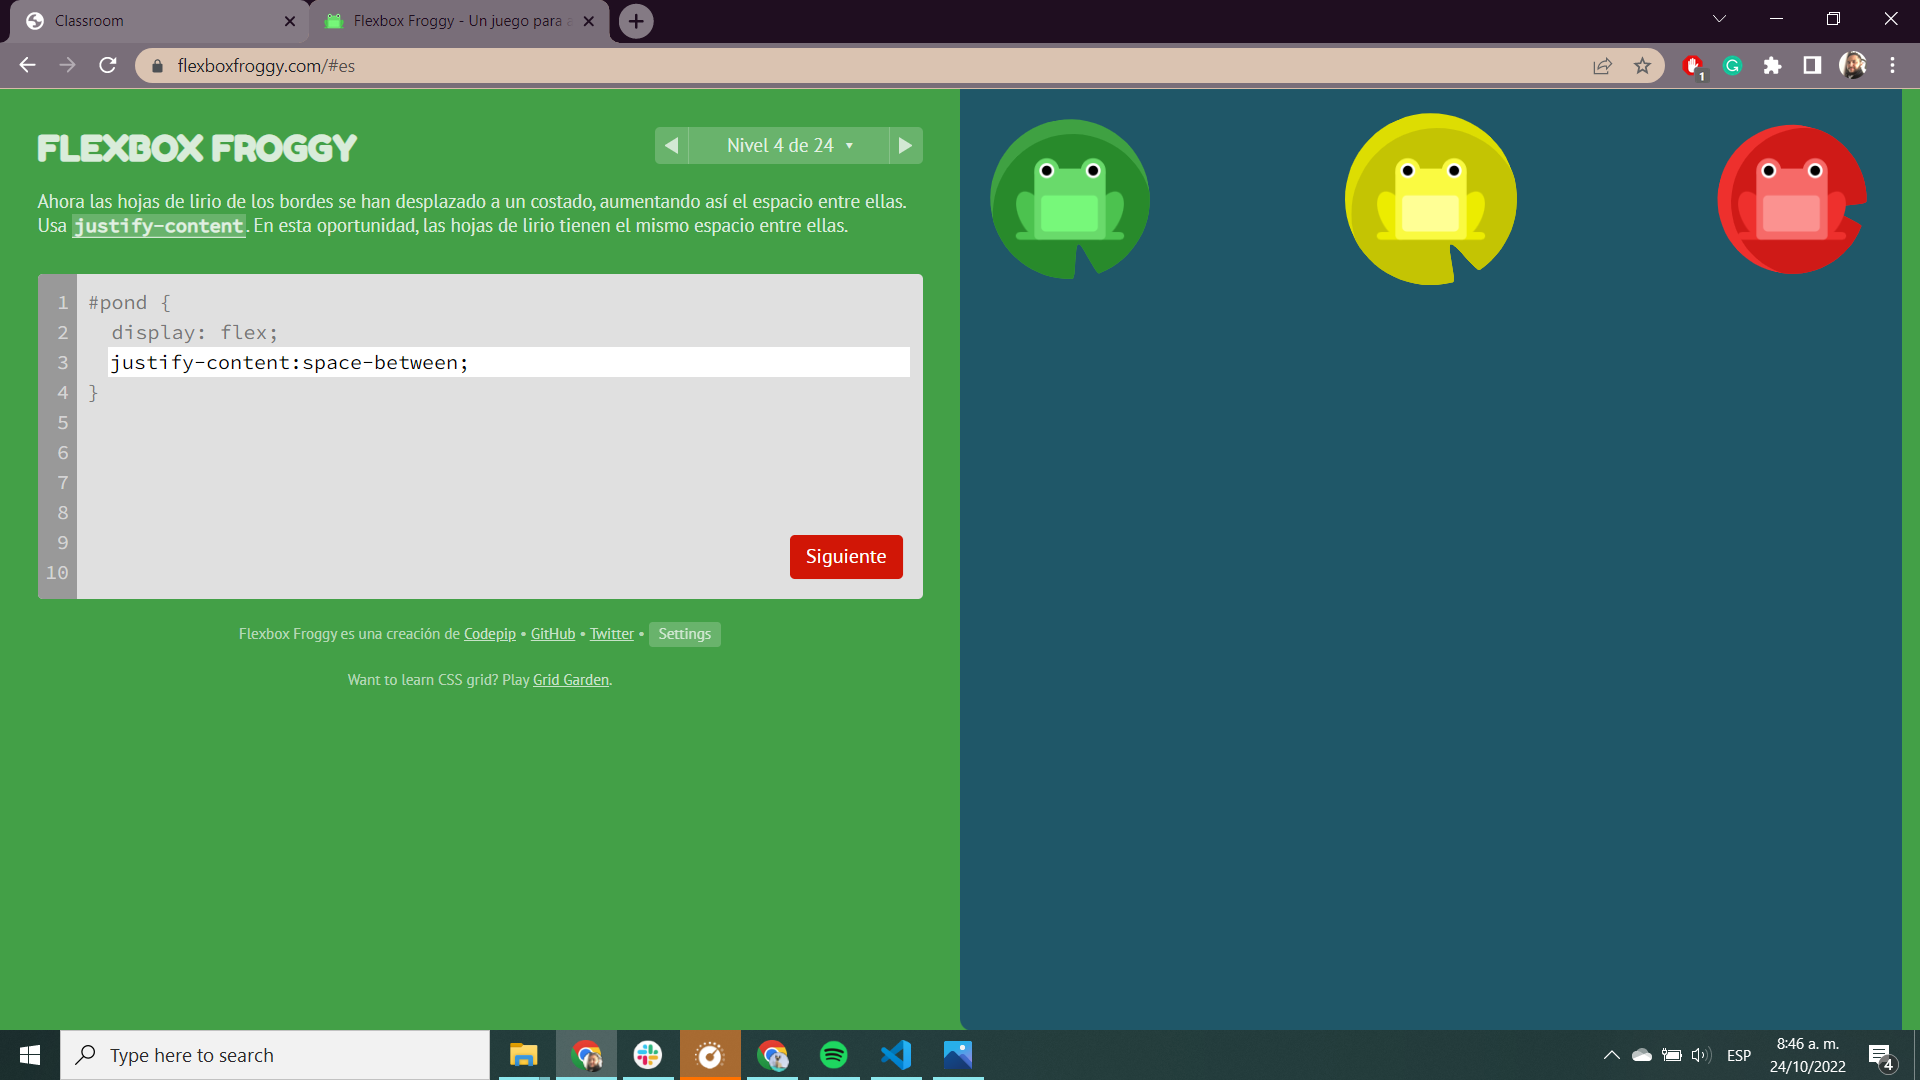 Classroom
Flexbox Froggy - Un juego para a
flexboxfroggy.com/#es
1
FLEXBOX FROGGY
Nivel 4 de 24
Ahora las hojas de lirio de los bordes se han desplazado a un costado, aumentando así el espacio entre ellas.
Usa justify-content. En esta oportunidad, las hojas de lirio tienen el mismo espacio entre ellas.
1 #pond {
2 display: flex;
3 justify-content:space-between;
4 }
5
6
7
8
9
10
Siguiente
Flexbox Froggy es una creación de Codepip • GitHub • Twitter • Settings
Want to learn CSS grid? Play Grid Garden.
Type here to search
ESP
8:46 a. m.
24/10/2022
4